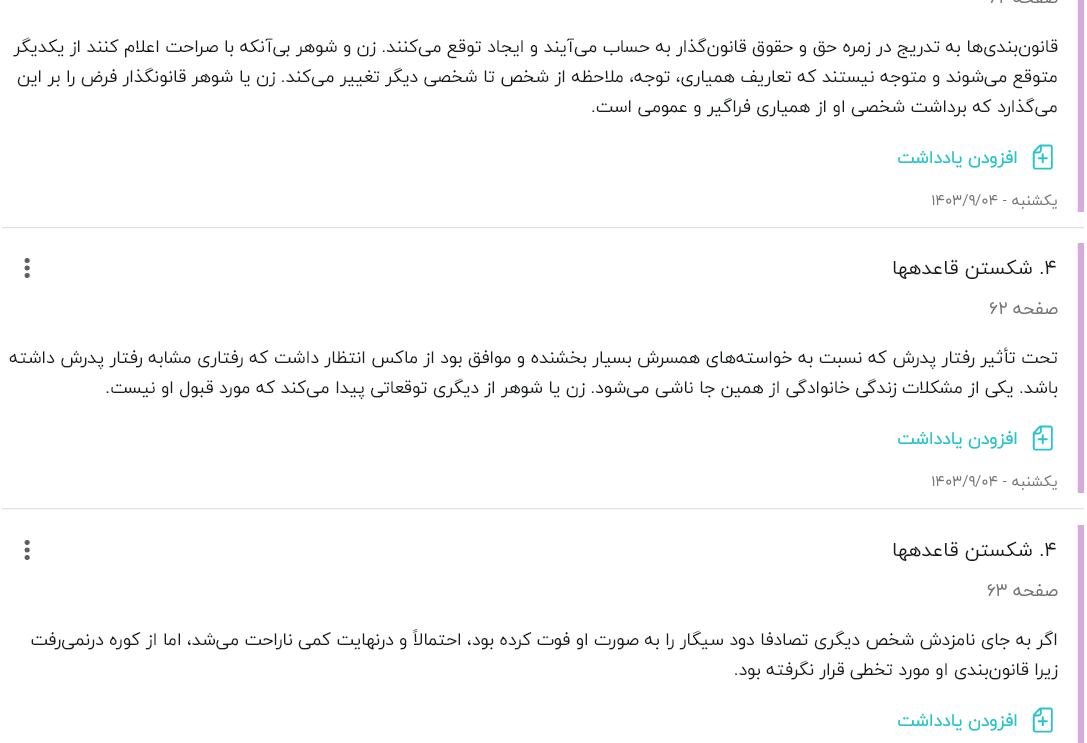 قانون‌بندی‌ها به تدریج در زمره حق و حقوق قانون‌گذار به حساب می‌آیند و ایجاد توقع می‌کنند. زن و شوهر بی‌آنکه با صراحت اعلام کنند از یکدیگر
متوقع می‌شوند و متوجه نیستند که تعاریف همیاری، توجه، ملاحظه از شخص تا شخصی دیگر تغییر می‌کند. زن یا شوهر قانونگذار فرض را بر این
می‌گذارد که برداشت شخصی او از همیاری فراگیر و عمومی است.
افزودن یادداشت
یکشنبه - ۱۴۰۳/۹/۰۴
۴. شکستن قاعدهها
صفحه ۶۲
تحت تأثیر رفتار پدرش که نسبت به خواسته‌های همسرش بسیار بخشنده و موافق بود از ماکس انتظار داشت که رفتاری مشابه رفتار پدرش داشته
باشد. یکی از مشکلات زندگی خانوادگی از همین جا ناشی می‌شود. زن یا شوهر از دیگری توقعاتی پیدا می‌کند که مورد قبول او نیست.
افزودن یادداشت
یکشنبه - ۱۴۰۳/۹/۰۴
۴. شکستن قاعدهها
صفحه ۶۳
اگر به جای نامزدش شخص دیگری تصادفا دود سیگار را به صورت او فوت کرده بود، احتمالاً و درنهایت کمی ناراحت می‌شد، اما از کوره درنمی‌رفت
زیرا قانون‌بندی او مورد تخطی قرار نگرفته بود.
افزودن یادداشت